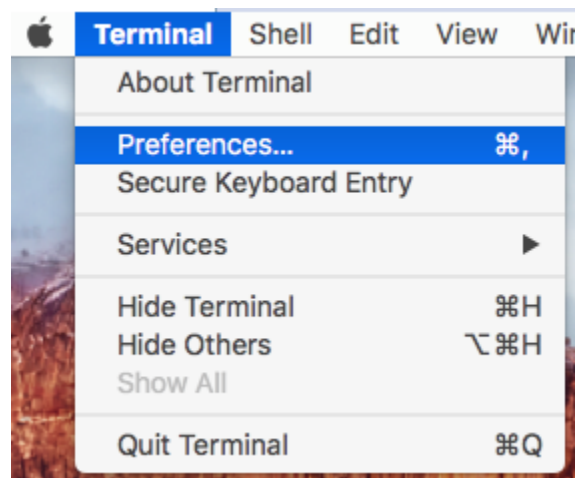 Terminal Shell Edit View
About Terminal
Preferences... ⌘,
Secure Keyboard Entry
Services ▶
Hide Terminal ⌘H
Hide Others ⌥⌘H
Show All
Quit Terminal ⌘Q